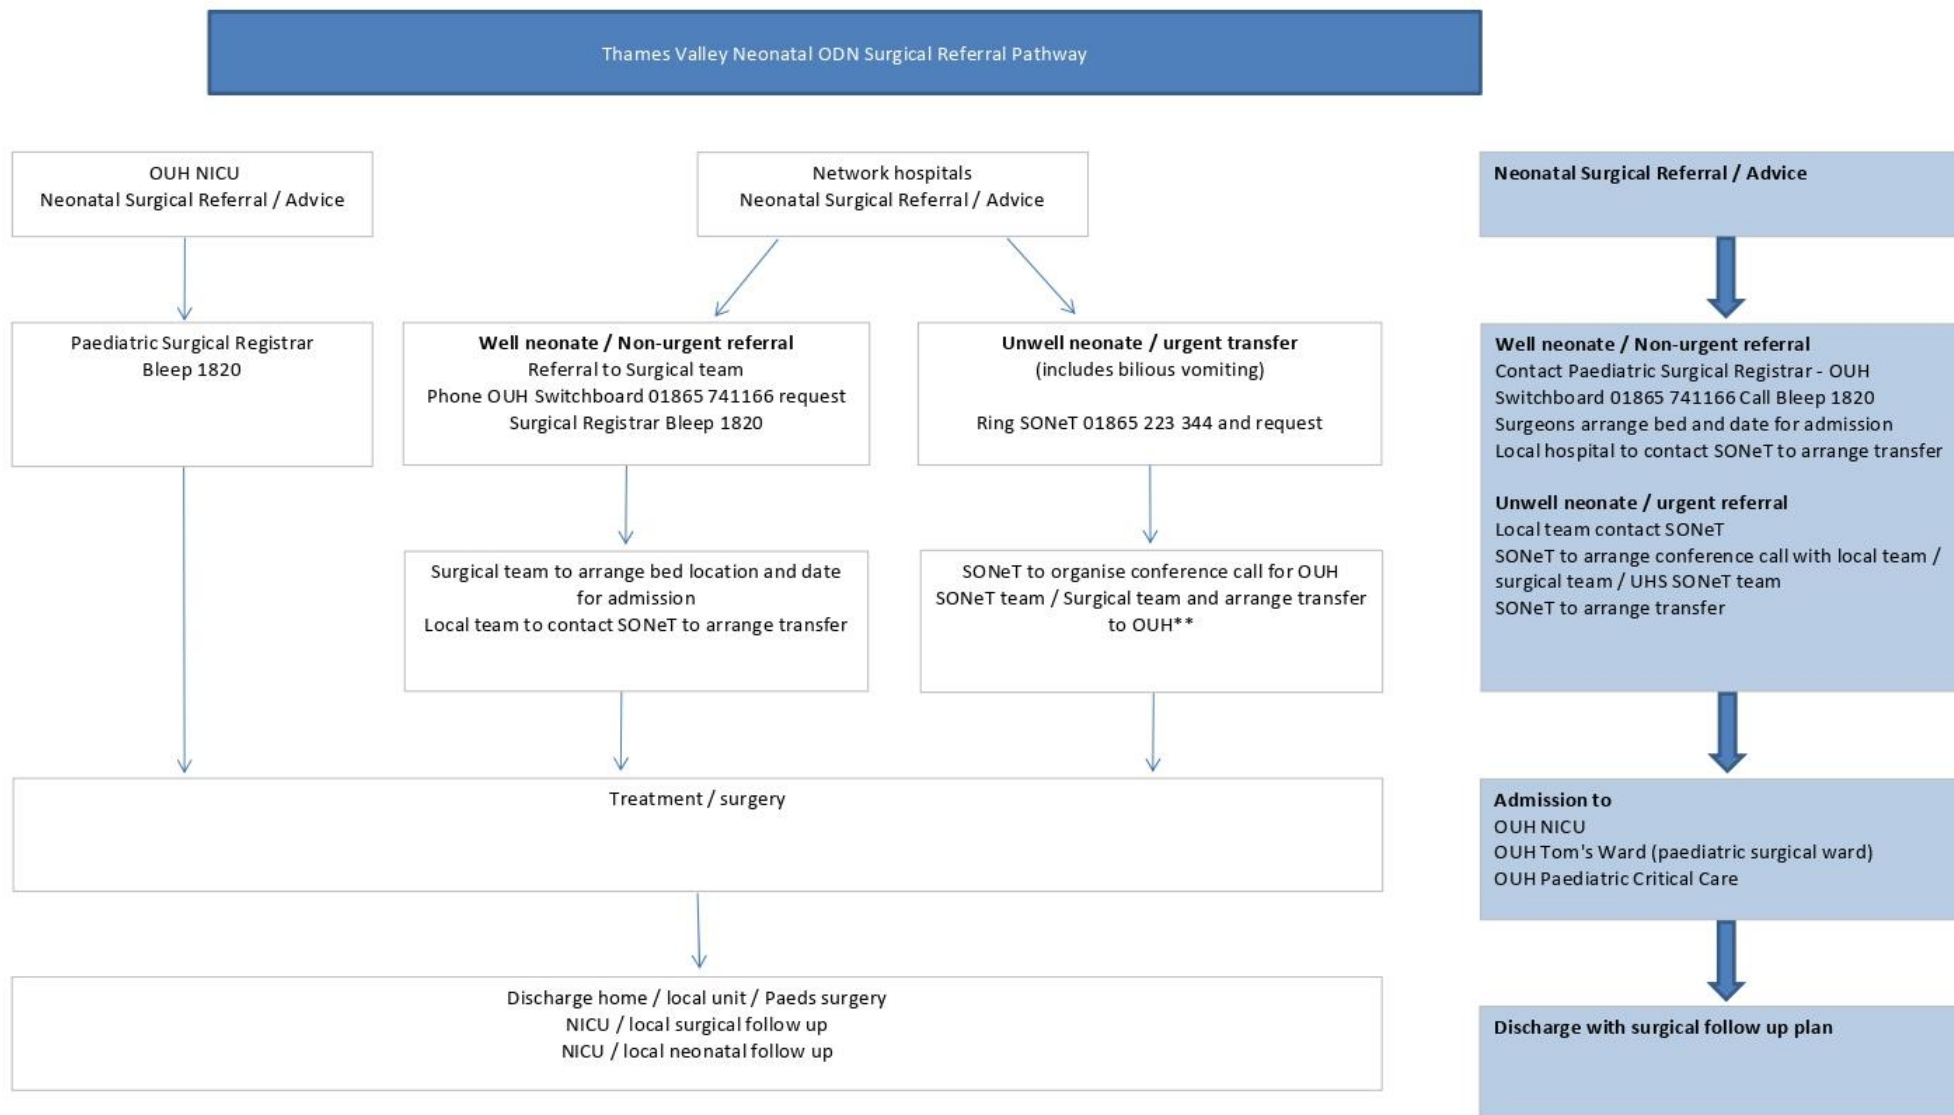 Thames Valley Neonatal ODN Surgical Referral Pathway
OUH NICU
Neonatal Surgical Referral / Advice
Network hospitals
Neonatal Surgical Referral / Advice
Paediatric Surgical Registrar
Bleep 1820
Well neonate / Non-urgent referral
Referral to Surgical team
Phone OUH Switchboard 01865 741166 request
Surgical Registrar Bleep 1820
Unwell neonate / urgent transfer
(includes bilious vomiting)
Ring SONeT 01865 223 344 and request
Surgical team to arrange bed location and date
for admission
Local team to contact SONeT to arrange transfer
SONeT to organise conference call for OUH
SONeT team / Surgical team and arrange transfer
to OUH**
Treatment / surgery
Discharge home / local unit / Paeds surgery
NICU / local surgical follow up
NICU / local neonatal follow up
Neonatal Surgical Referral / Advice
Well neonate / Non-urgent referral
Contact Paediatric Surgical Registrar - OUH
Switchboard 01865 741166 Call Bleep 1820
Surgeons arrange bed and date for admission
Local hospital to contact SONeT to arrange transfer
Unwell neonate / urgent referral
Local team contact SONeT
SONeT to arrange conference call with local team /
surgical team / UHS SONeT team
SONeT to arrange transfer
Admission to
OUH NICU
OUH Tom's Ward (paediatric surgical ward)
OUH Paediatric Critical Care
Discharge with surgical follow up plan